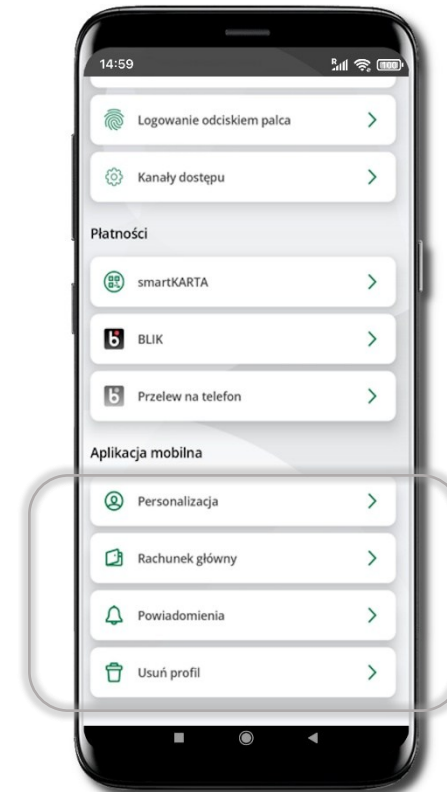 14:59
Logowanie odciskiem palca
Kanały dostępu
Płatności
smartKARTA
BLIK
Przelew na telefon
Aplikacja mobilna
Personalizacja
Rachunek główny
Powiadomienia
Usuń profil